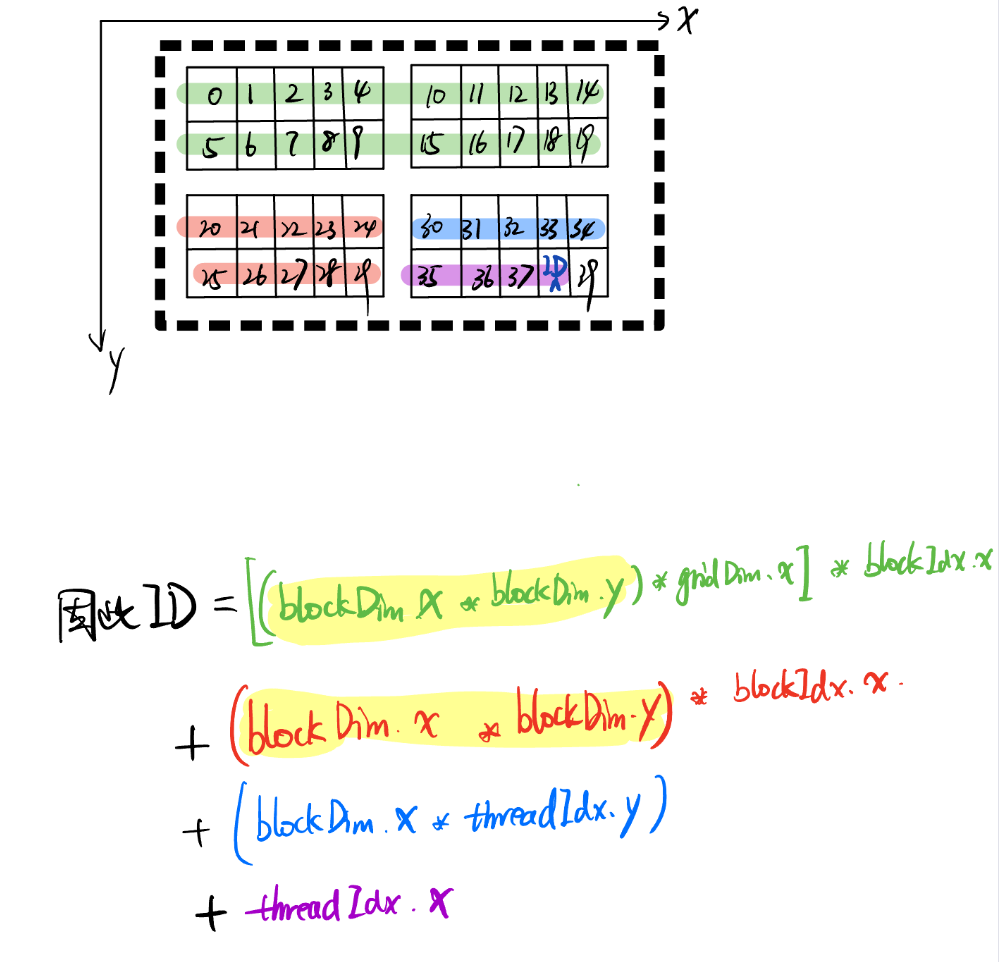 x
0 1 2 3 4 10 11 12 13 14
5 6 7 8 9 15 16 17 18 19
20 21 22 23 24 30 31 32 33 34
25 26 27 28 29 35 36 37 ID 39
y
因此 ID = [(blockDim x * blockDim.y) * gridDim.x] * blockIdx.x
+ (blockDim.x * blockDim.y) * blockIdx.x.
+ (blockDim.x * threadIdx.y)
+ threadIdx.x